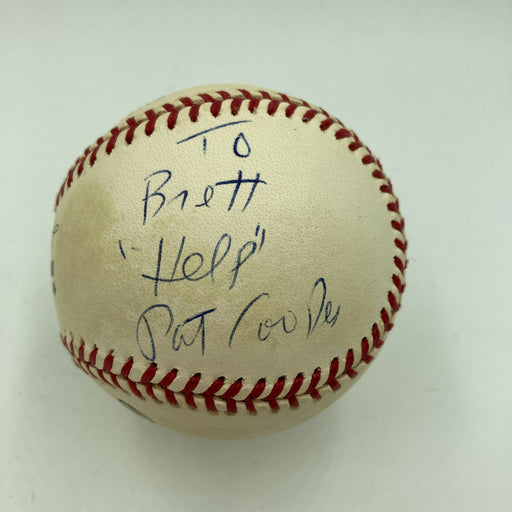 To
Brett
"Help"
Pat Cooper